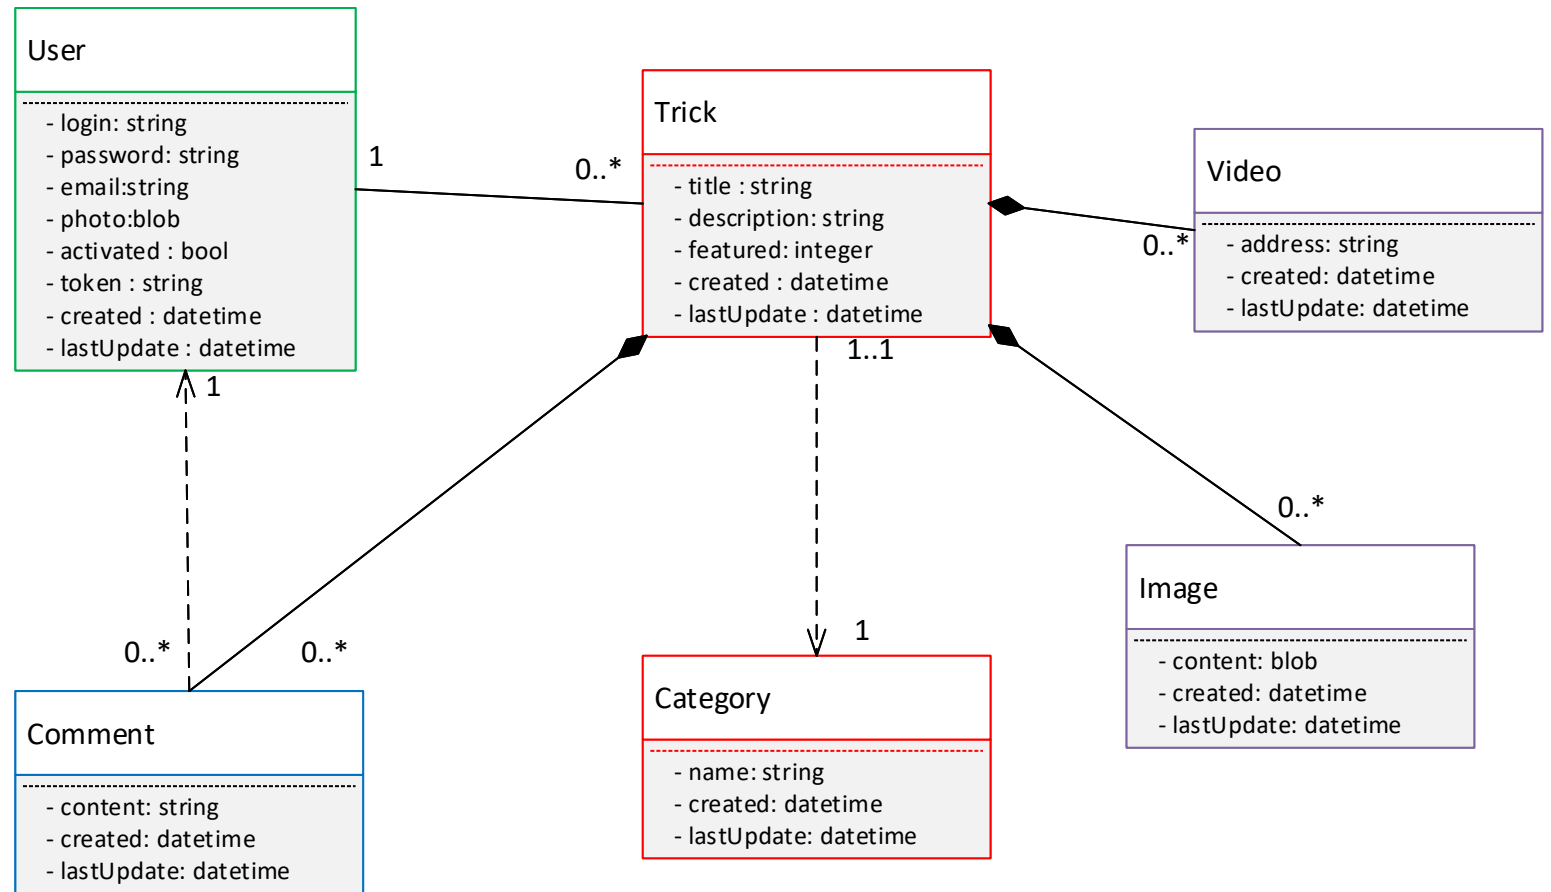 User
- login: string
- password: string
- email:string
- photo:blob
- activated : bool
- token : string
- created : datetime
- lastUpdate : datetime
1
0..*
Trick
- title : string
- description: string
- featured: integer
- created : datetime
- lastUpdate : datetime
Video
- address: string
- created: datetime
- lastUpdate: datetime
0..*
1..1
1
0..*
Image
- content: blob
- created: datetime
- lastUpdate: datetime
0..*
0..*
1
Category
- name: string
- created: datetime
- lastUpdate: datetime
Comment
- content: string
- created: datetime
- lastUpdate: datetime